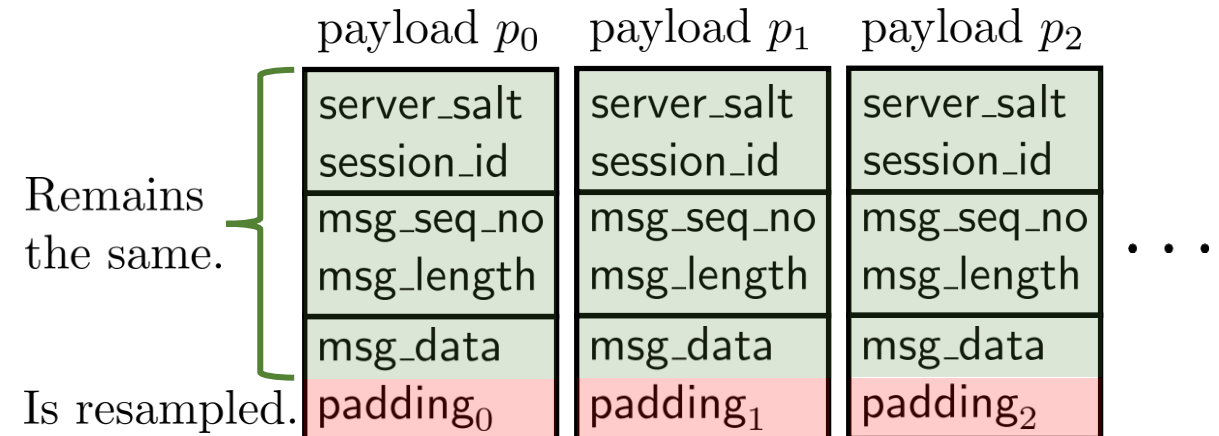 payload p₀ payload p₁ payload p₂
server_salt server_salt server_salt
session_id session_id session_id
Remains
the same.
msg_seq_no msg_seq_no msg_seq_no
msg_length msg_length msg_length
. . .
msg_data msg_data msg_data
Is resampled. padding₀ padding₁ padding₂